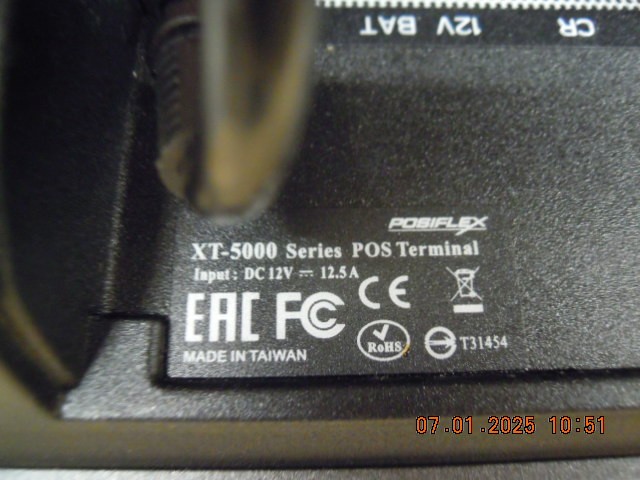 CR 12V BAT
POSIFLEX
XT-5000 Series POS Terminal
Input: DC 12V ⎓ 12.5A
EAC FC CE
MADE IN TAIWAN
RoHS
T31454
07.01.2025 10:51